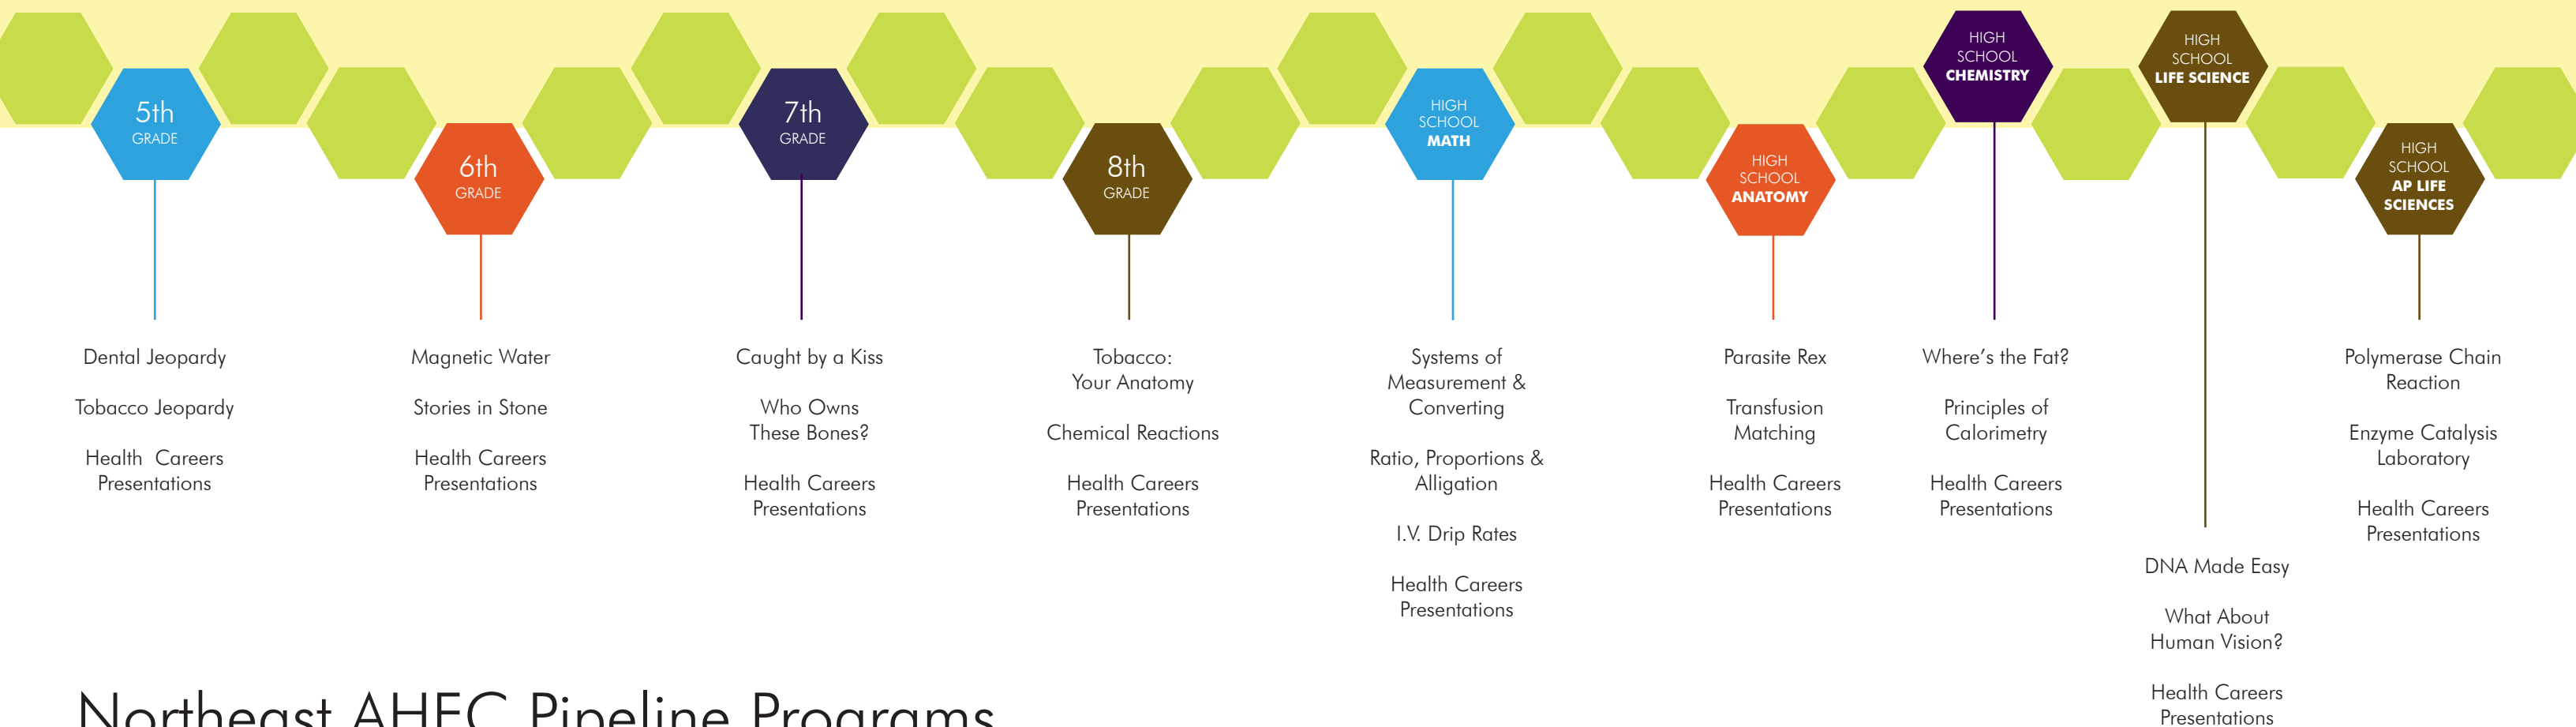 5th
GRADE
Dental Jeopardy
Tobacco Jeopardy
Health  Careers
Presentations
6th
GRADE
Magnetic Water
Stories in Stone
Health Careers
Presentations
7th
GRADE
Caught by a Kiss
Who Owns
These Bones?
Health Careers
Presentations
8th
GRADE
Tobacco:
Your Anatomy
Chemical Reactions
Health Careers
Presentations
HIGH
SCHOOL
MATH
Systems of
Measurement &
Converting
Ratio, Proportions &
Alligation
I.V. Drip Rates
Health Careers
Presentations
HIGH
SCHOOL
ANATOMY
Parasite Rex
Transfusion
Matching
Health Careers
Presentations
HIGH
SCHOOL
CHEMISTRY
Where's the Fat?
Principles of
Calorimetry
Health Careers
Presentations
HIGH
SCHOOL
LIFE SCIENCE
DNA Made Easy
What About
Human Vision?
Health Careers
Presentations
HIGH
SCHOOL
AP LIFE
SCIENCES
Polymerase Chain
Reaction
Enzyme Catalysis
Laboratory
Health Careers
Presentations
Northeast AHEC Pipeline Programs